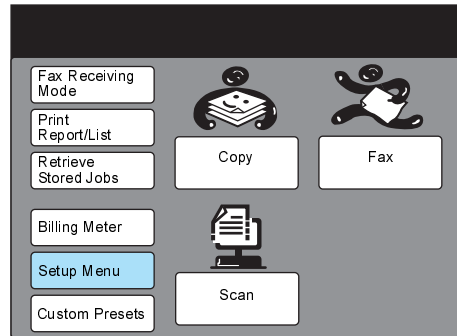 Fax Receiving
Mode
Print
Report/List
Retrieve
Stored Jobs
Billing Meter
Setup Menu
Custom Presets
Copy
Fax
Scan